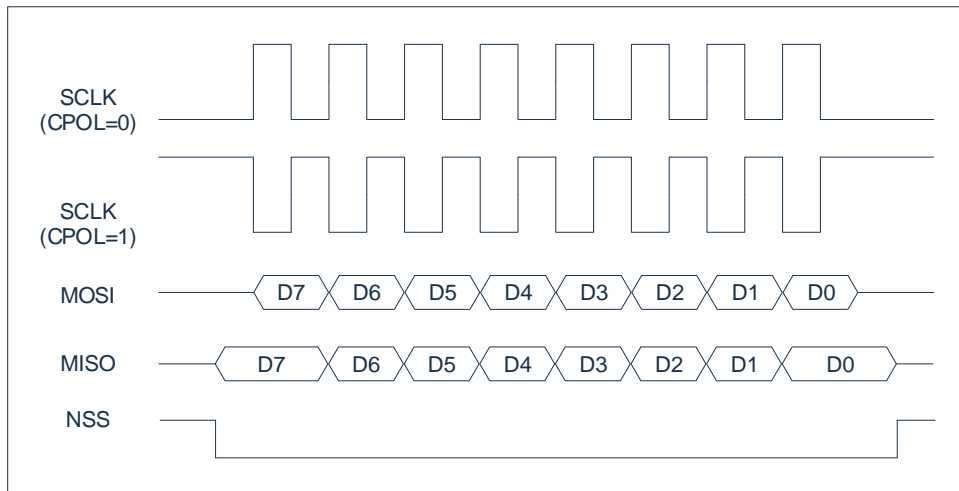 SCLK
(CPOL=0)
SCLK
(CPOL=1)
MOSI D7 D6 D5 D4 D3 D2 D1 D0
MISO D7 D6 D5 D4 D3 D2 D1 D0
NSS